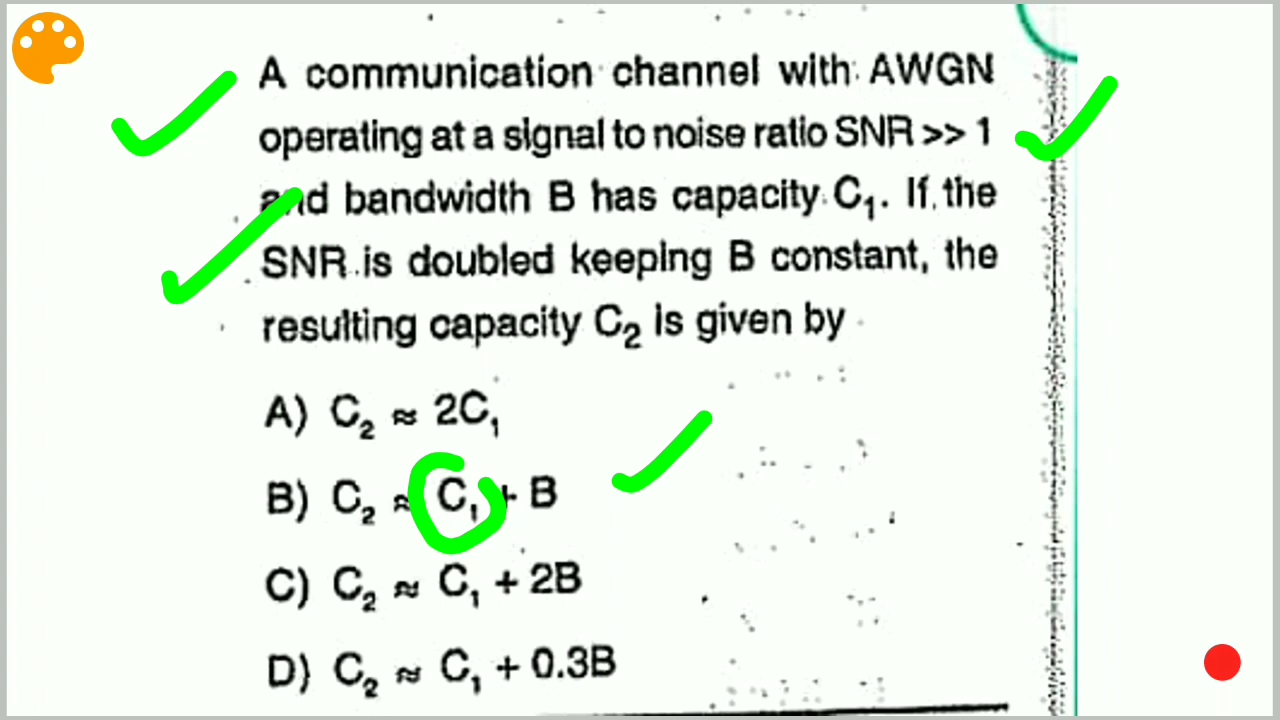 A communication channel with AWGN
operating at a signal to noise ratio SNR >> 1
and bandwidth B has capacity C₁. If the
SNR is doubled keeping B constant, the
resulting capacity C₂ is given by
A) C₂ ≈ 2C₁
B) C₂ ≈ C₁ + B
C) C₂ ≈ C₁ + 2B
D) C₂ ≈ C₁ + 0.3B